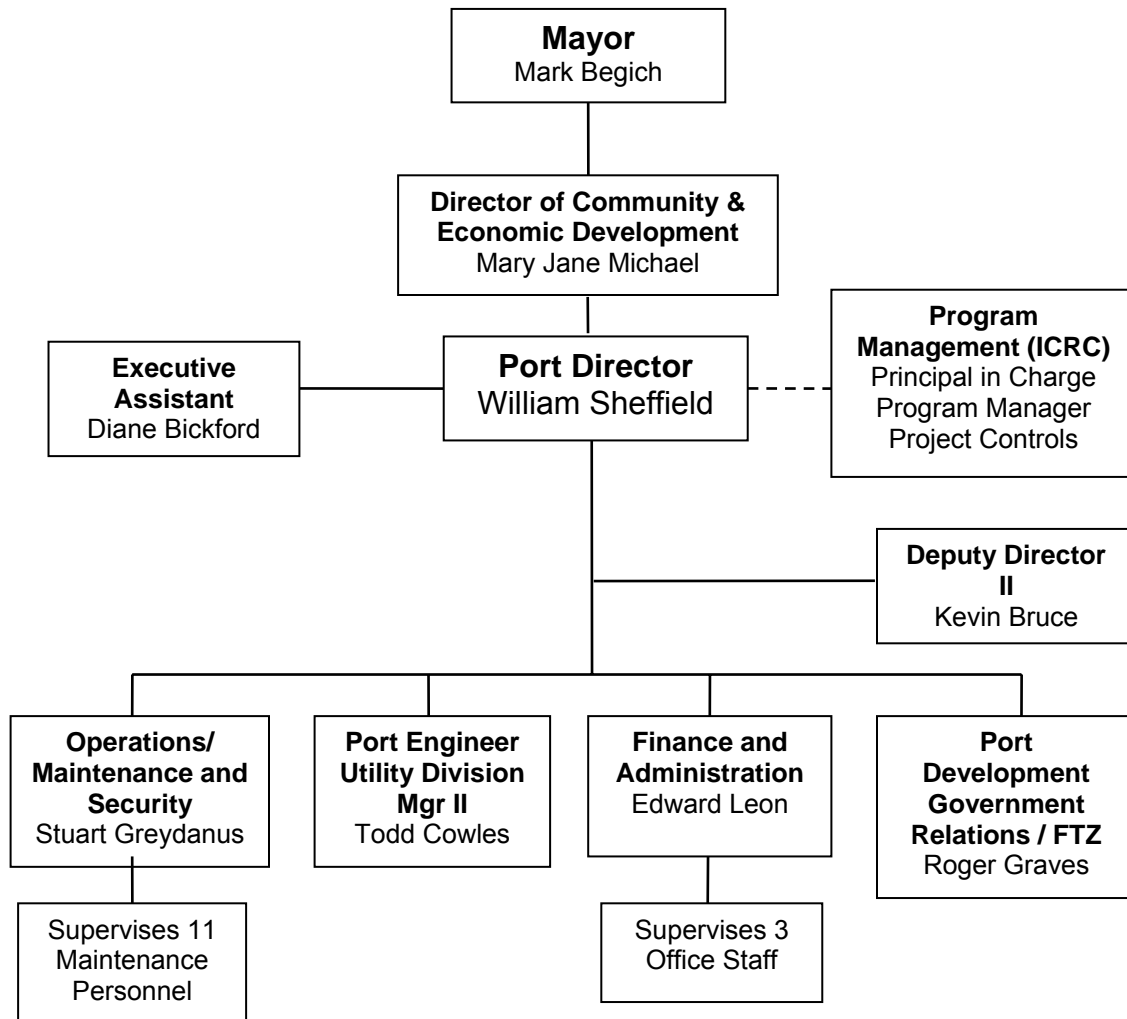 Mayor
Mark Begich
Director of Community &
Economic Development
Mary Jane Michael
Executive
Assistant
Diane Bickford
Port Director
William Sheffield
Program
Management (ICRC)
Principal in Charge
Program Manager
Project Controls
Deputy Director
II
Kevin Bruce
Operations/
Maintenance and
Security
Stuart Greydanus
Port Engineer
Utility Division
Mgr II
Todd Cowles
Finance and
Administration
Edward Leon
Port
Development
Government
Relations / FTZ
Roger Graves
Supervises 11
Maintenance
Personnel
Supervises 3
Office Staff